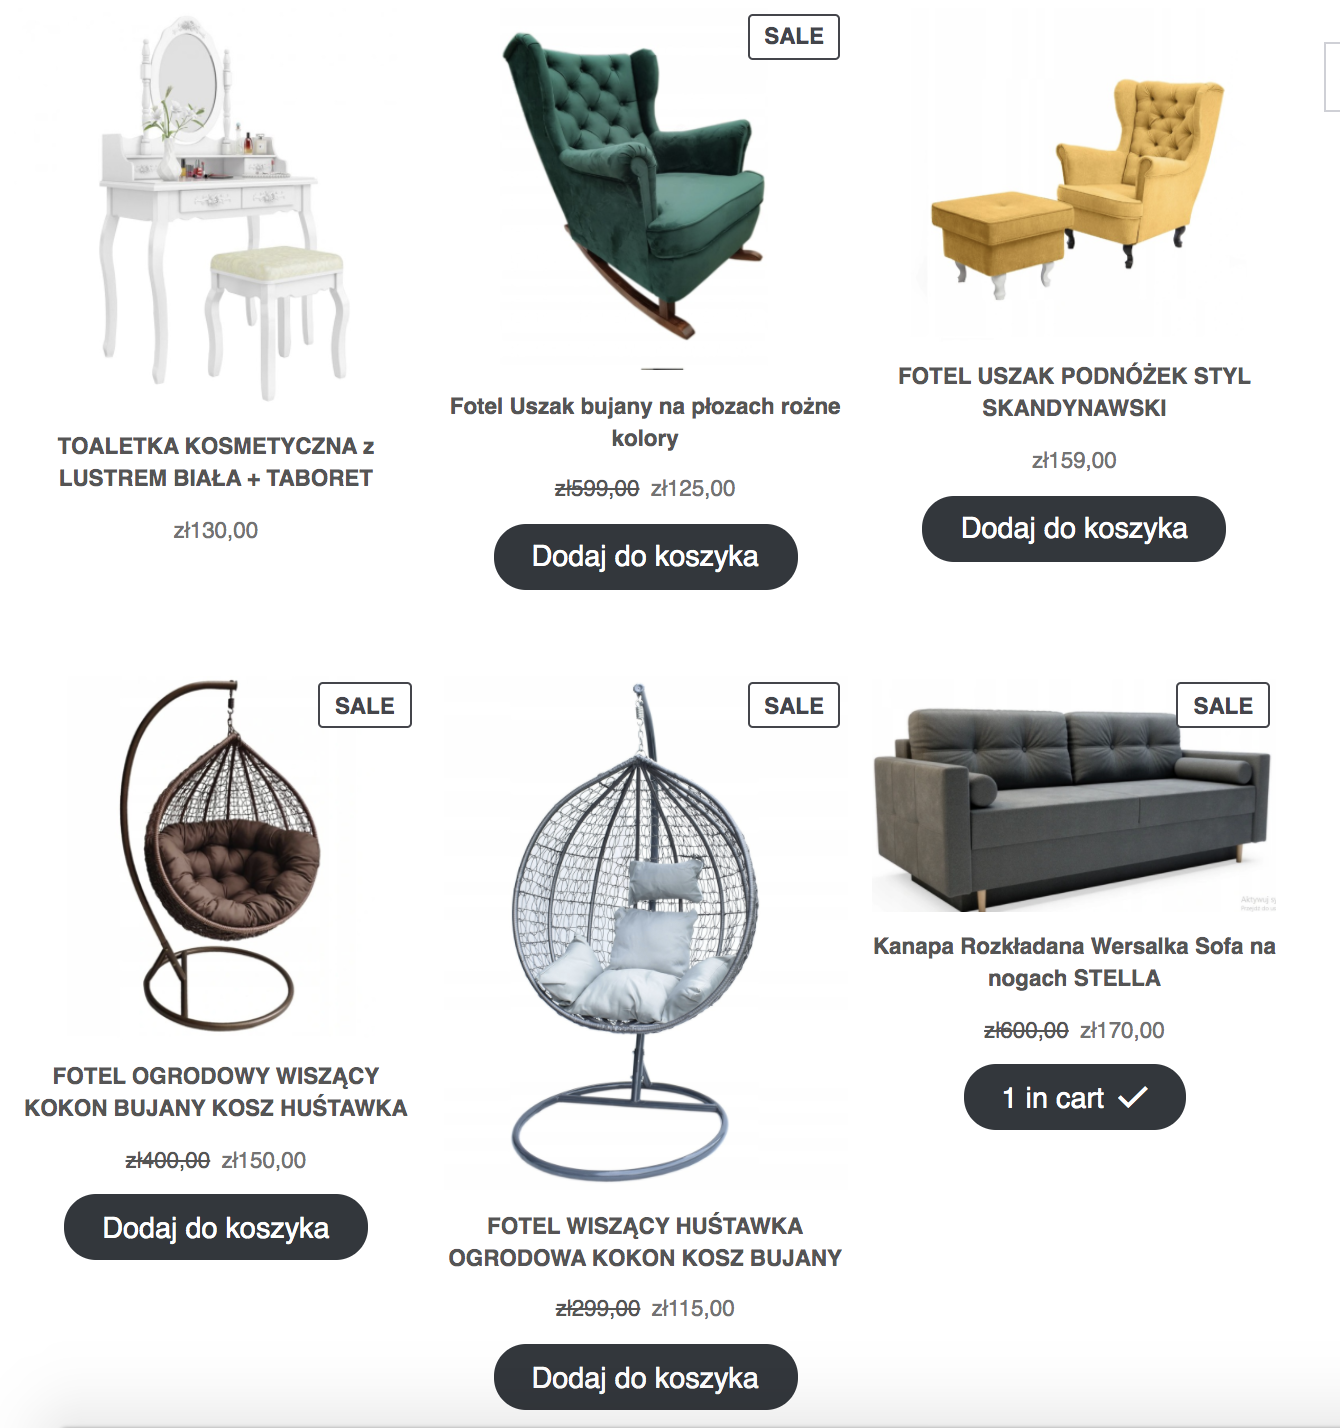 SALE
TOALETKA KOSMETYCZNA z
LUSTREM BIAŁA + TABORET
zł130,00
Fotel Uszak bujany na płozach rożne
kolory
zł599,00 zł125,00
Dodaj do koszyka
FOTEL USZAK PODNÓŻEK STYL
SKANDYNAWSKI
zł159,00
Dodaj do koszyka
SALE
FOTEL OGRODOWY WISZĄCY
KOKON BUJANY KOSZ HUŚTAWKA
zł400,00 zł150,00
Dodaj do koszyka
SALE
FOTEL WISZĄCY HUŚTAWKA
OGRODOWA KOKON KOSZ BUJANY
zł299,00 zł115,00
Dodaj do koszyka
SALE
Aktywuj
Kanapa Rozkładana Wersalka Sofa na
nogach STELLA
zł600,00 zł170,00
1 in cart